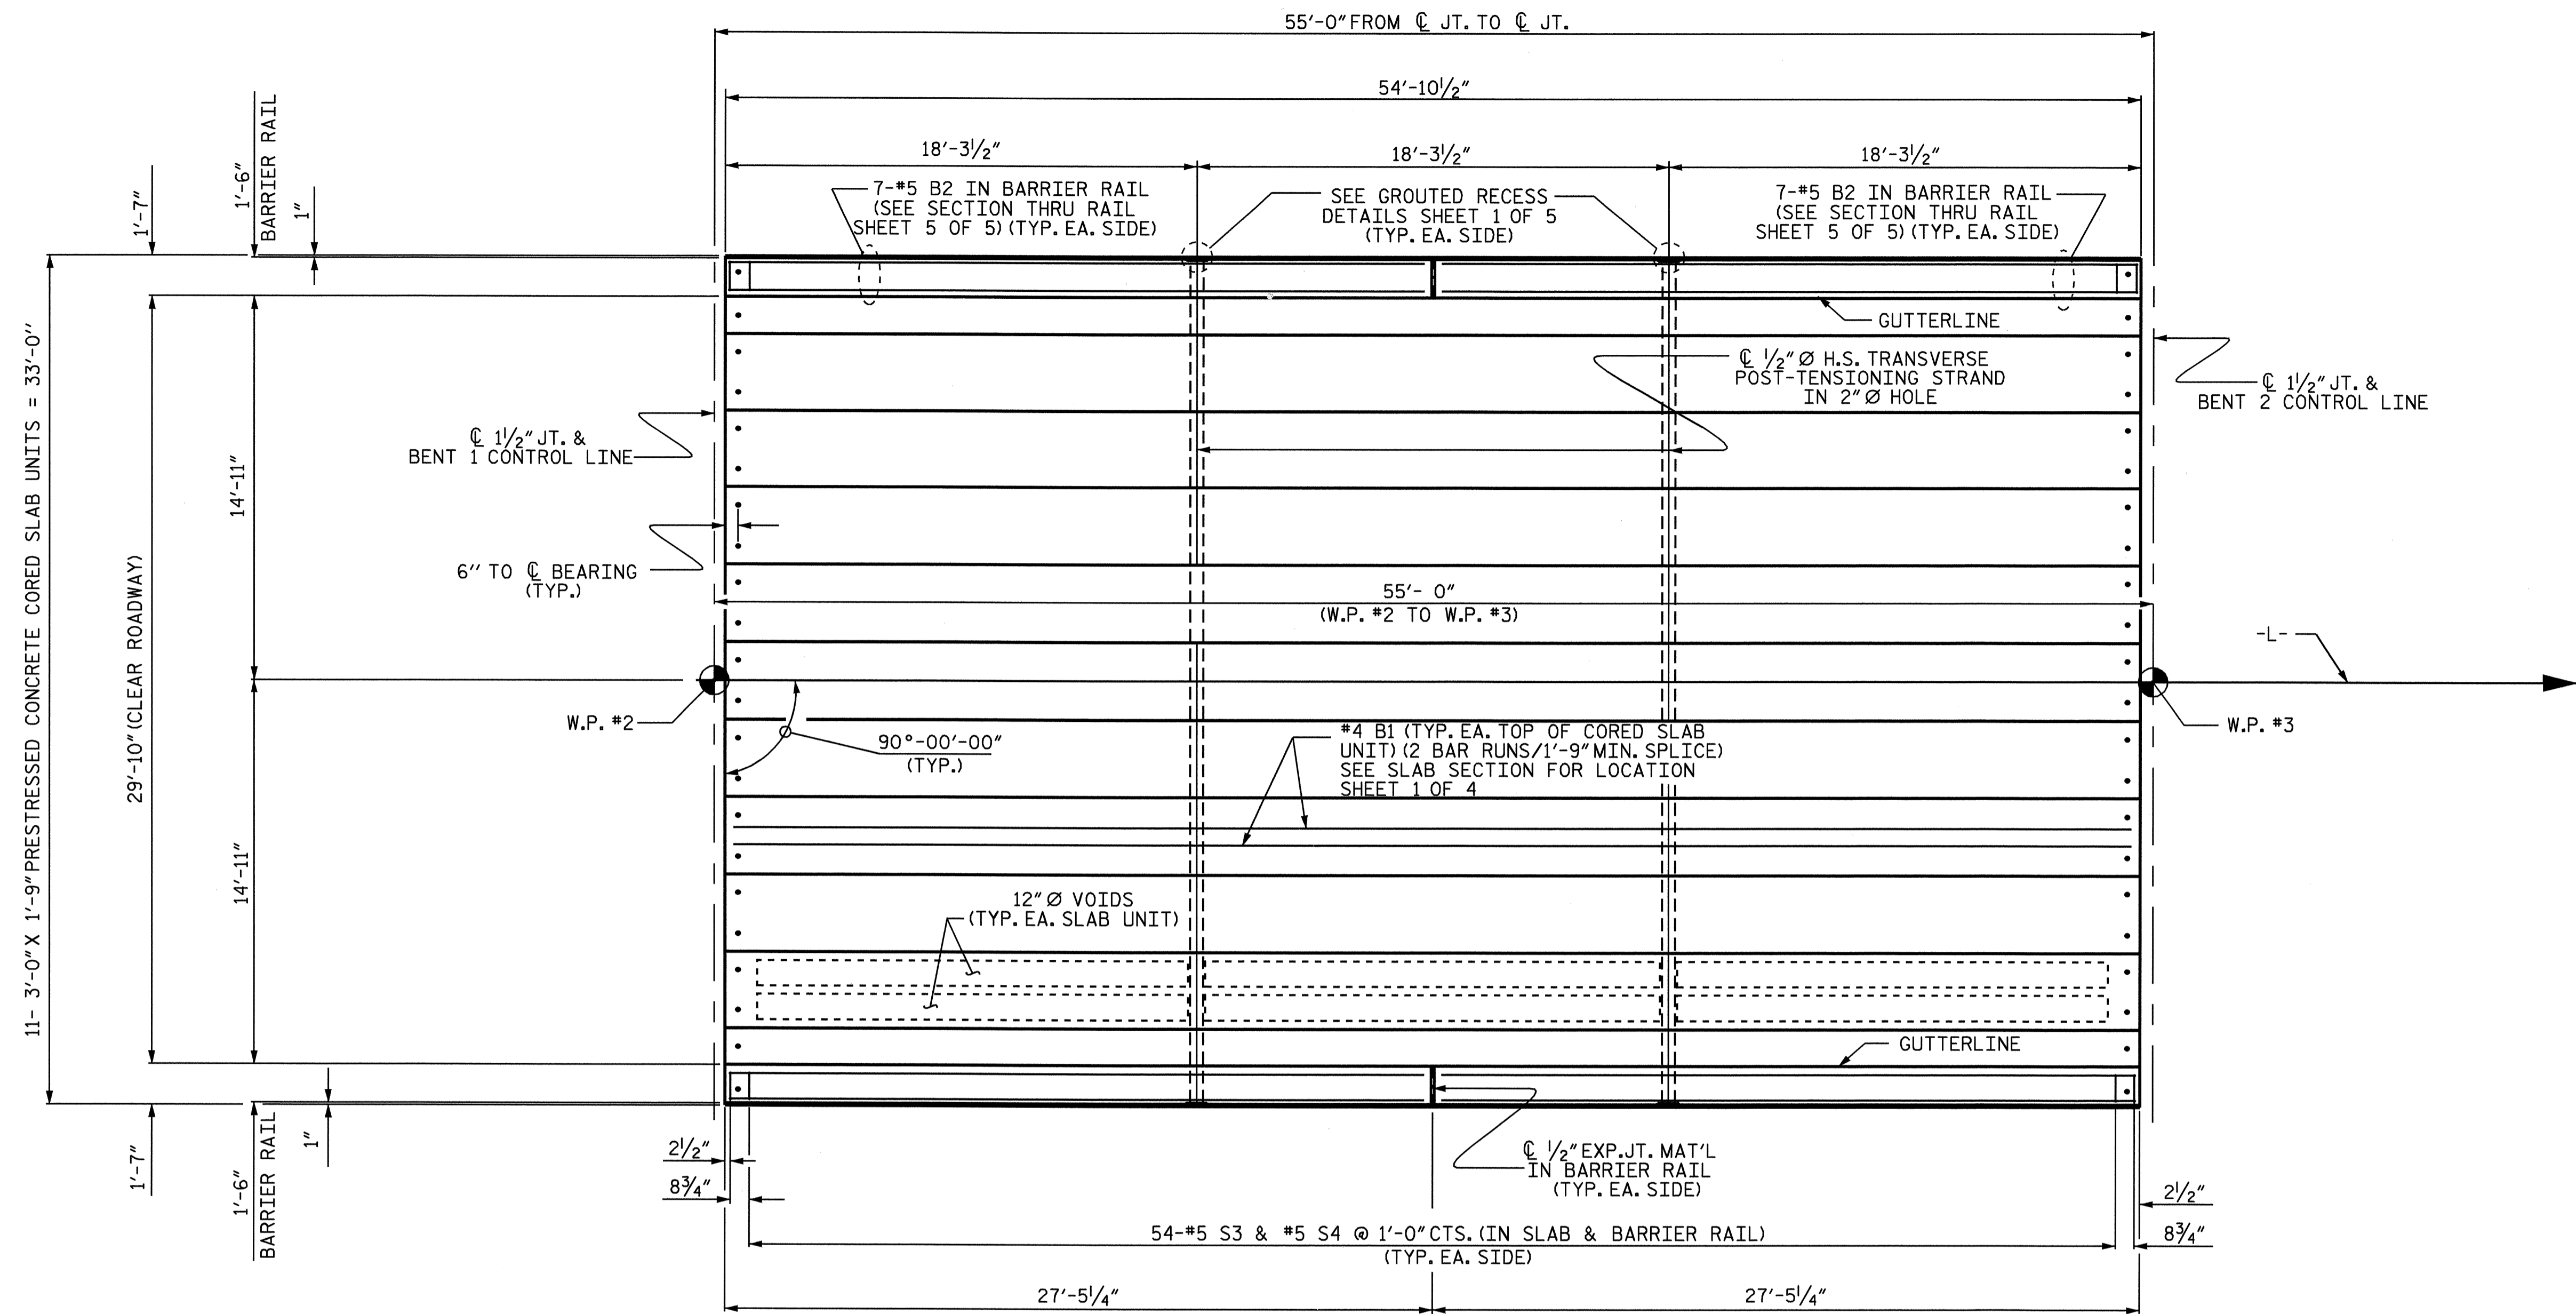 55'-0" FROM ℄ JT. TO ℄ JT.
54'-10½"
18'-3½"
18'-3½"
18'-3½"
1'-7"
1'-6"
BARRIER RAIL
1"
7-#5 B2 IN BARRIER RAIL
(SEE SECTION THRU RAIL
SHEET 5 OF 5) (TYP. EA. SIDE)
SEE GROUTED RECESS
DETAILS SHEET 1 OF 5
(TYP. EA. SIDE)
7-#5 B2 IN BARRIER RAIL
(SEE SECTION THRU RAIL
SHEET 5 OF 5) (TYP. EA. SIDE)
GUTTERLINE
℄ ½" Ø H.S. TRANSVERSE
POST-TENSIONING STRAND
IN 2" Ø HOLE
℄ 1½" JT. &
BENT 2 CONTROL LINE
℄ 1½" JT. &
BENT 1 CONTROL LINE
11- 3'-0" X 1'-9" PRESTRESSED CONCRETE CORED SLAB UNITS = 33'-0"
29'-10" (CLEAR ROADWAY)
14'-11"
6" TO ℄ BEARING
(TYP.)
55'- 0"
(W.P. #2 TO W.P. #3)
-L-
W.P. #2
W.P. #3
90°-00'-00"
(TYP.)
#4 B1 (TYP. EA. TOP OF CORED SLAB
UNIT) (2 BAR RUNS/1'-9" MIN. SPLICE)
SEE SLAB SECTION FOR LOCATION
SHEET 1 OF 4
14'-11"
12" Ø VOIDS
(TYP. EA. SLAB UNIT)
GUTTERLINE
1'-7"
1'-6"
BARRIER RAIL
1"
2½"
8¾"
℄ ½" EXP. JT. MAT'L
IN BARRIER RAIL
(TYP. EA. SIDE)
2½"
8¾"
54-#5 S3 & #5 S4 @ 1'-0" CTS. (IN SLAB & BARRIER RAIL)
(TYP. EA. SIDE)
27'-5¼"
27'-5¼"